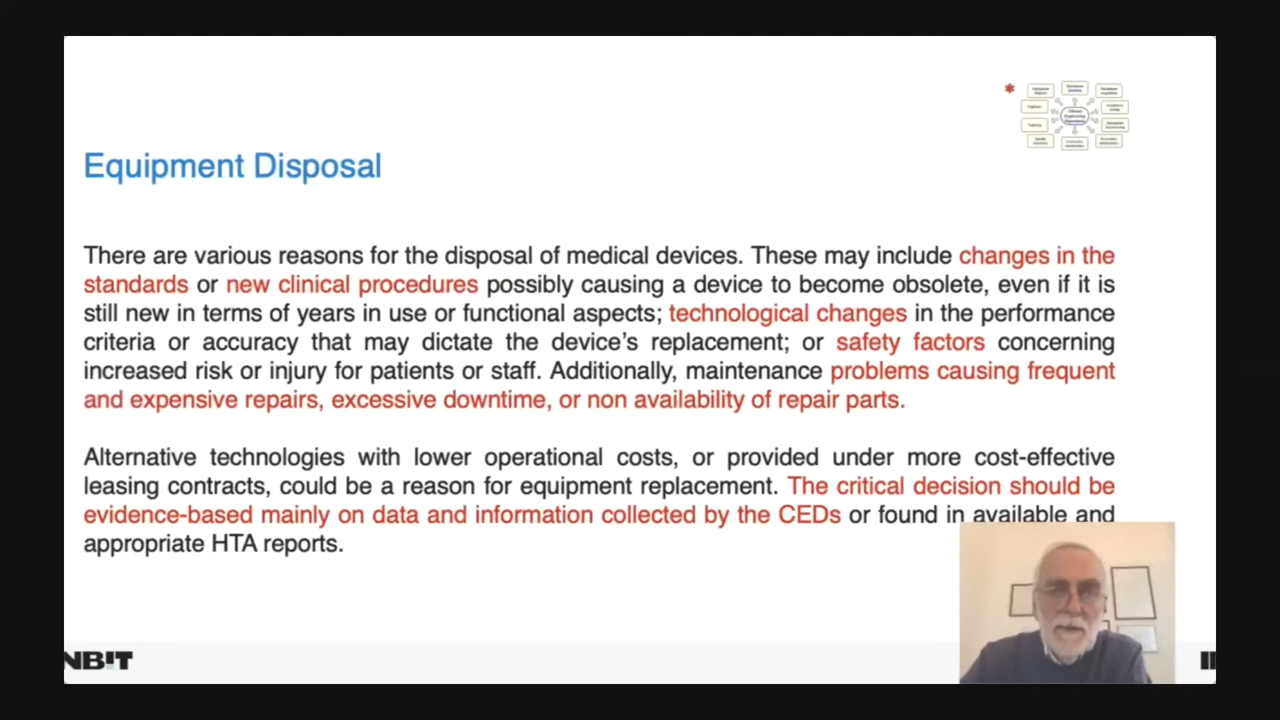 Equipment Disposal
There are various reasons for the disposal of medical devices. These may include changes in the
standards or new clinical procedures possibly causing a device to become obsolete, even if it is
still new in terms of years in use or functional aspects; technological changes in the performance
criteria or accuracy that may dictate the device's replacement; or safety factors concerning
increased risk or injury for patients or staff. Additionally, maintenance problems causing frequent
and expensive repairs, excessive downtime, or non availability of repair parts.
Alternative technologies with lower operational costs, or provided under more cost-effective
leasing contracts, could be a reason for equipment replacement. The critical decision should be
evidence-based mainly on data and information collected by the CEDs or found in available and
appropriate HTA reports.
NBIT